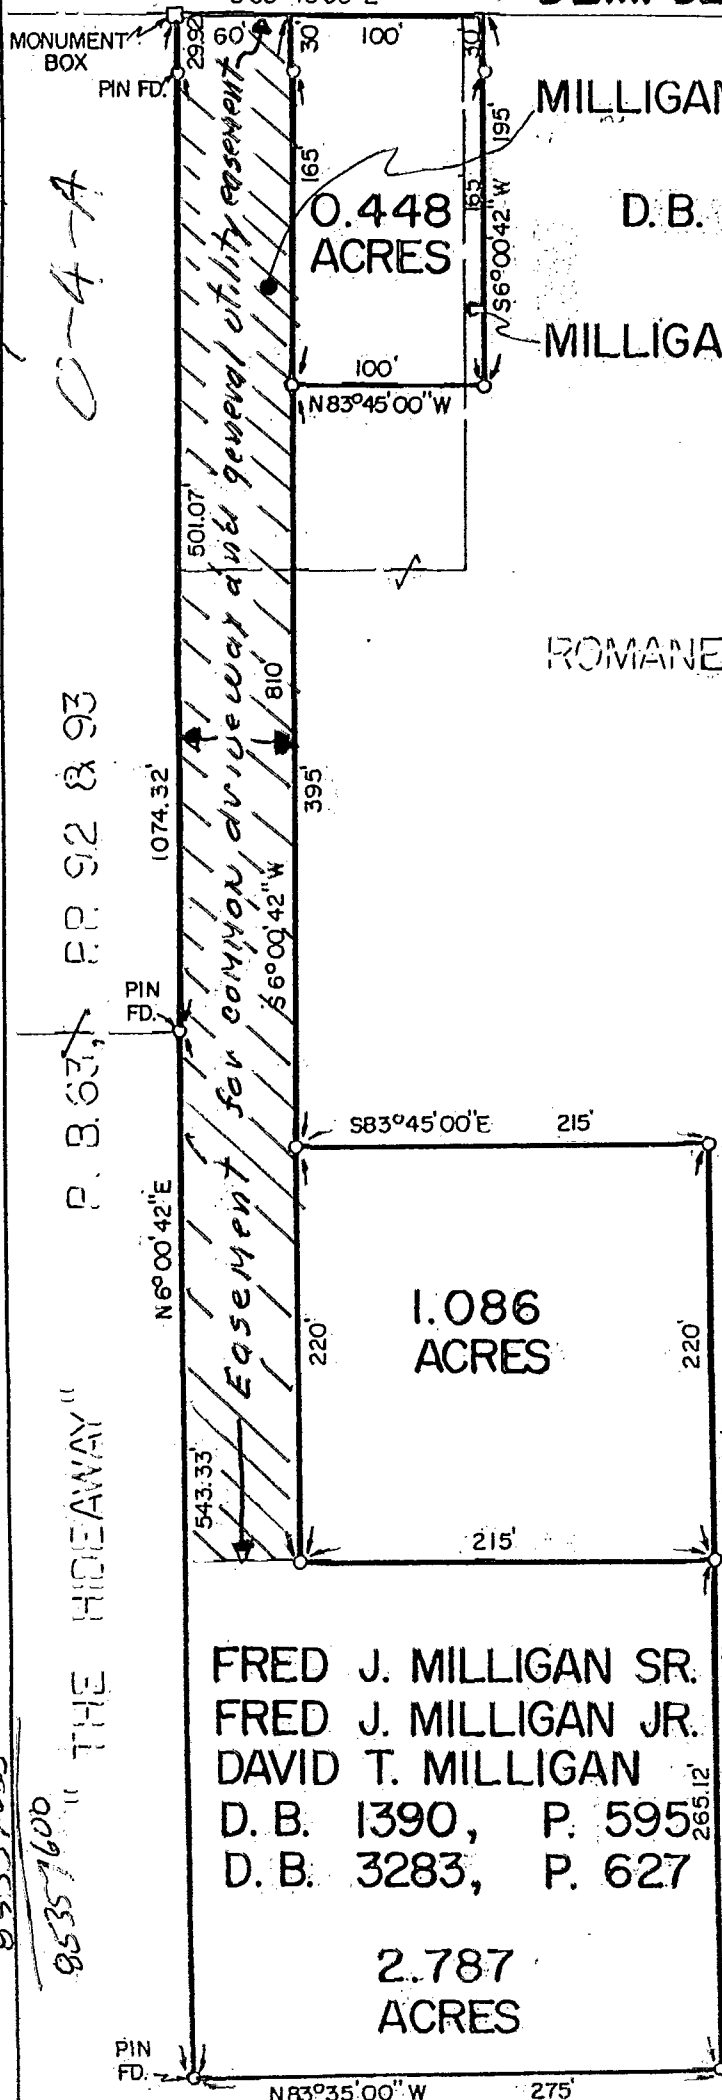 MONUMENT
BOX
29.92
60'
30'
100'
30'
PIN FD.
MILLIGAN
195'
165
165
0.448
ACRES
D.B.
S6°00'42"W
0-4-A
MILLIGA
100'
N83°45'00"W
501.07'
ROMANE
810'
395'
1074.32'
S6°00'42"W
Easement for common driveway and general utility easement
P.B.63, P.P. 92 & 93
PIN
FD.
S83°45'00"E 215'
N6°00'42"E
1.086
ACRES
220'
220'
543.33'
215'
"THE HIDEAWAY"
FRED J. MILLIGAN SR.
FRED J. MILLIGAN JR.
DAVID T. MILLIGAN
D.B. 1390, P. 595
D.B. 3283, P. 627
265.12'
2.787
ACRES
PIN
FD.
N83°35'00"W 275'